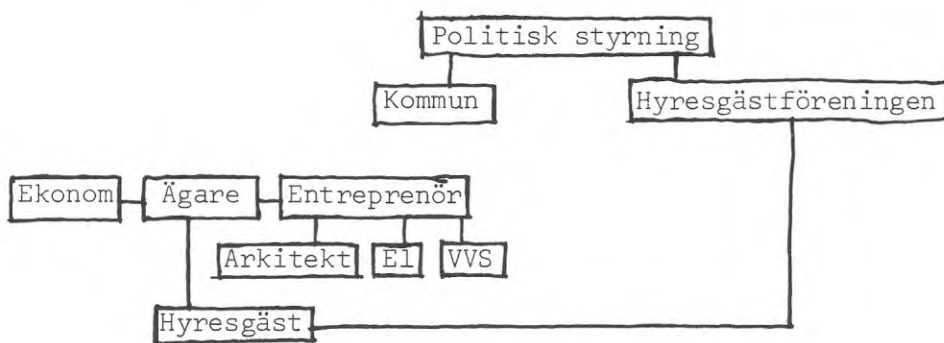 Politisk styrning
Kommun
Hyresgästföreningen
Ekonom
Ägare
Entreprenör
Arkitekt
El
VVS
Hyresgäst